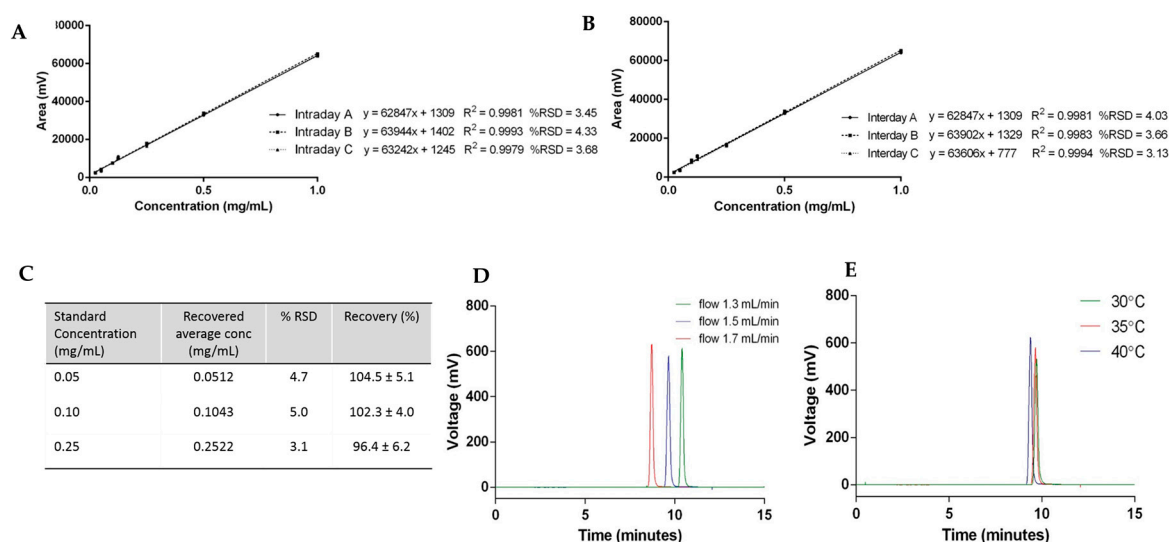 A
80000
60000
40000
20000
0
0.0 0.5 1.0
Area (mV)
Concentration (mg/mL)
Intraday A y = 62847x + 1309 R² = 0.9981 %RSD = 3.45
Intraday B y = 63944x + 1402 R² = 0.9993 %RSD = 4.33
Intraday C y = 63242x + 1245 R² = 0.9979 %RSD = 3.68
B
80000
60000
40000
20000
0
0.0 0.5 1.0
Area (mV)
Concentration (mg/mL)
Interday A y = 62847x + 1309 R² = 0.9981 %RSD = 4.03
Interday B y = 63902x + 1329 R² = 0.9983 %RSD = 3.66
Interday C y = 63606x + 777 R² = 0.9994 %RSD = 3.13
C
Standard
Concentration
(mg/mL)
Recovered
average conc
(mg/mL)
% RSD
Recovery (%)
0.05 0.0512 4.7 104.5 ± 5.1
0.10 0.1043 5.0 102.3 ± 4.0
0.25 0.2522 3.1 96.4 ± 6.2
D
800
600
400
200
0
0 5 10 15
Voltage (mV)
Time (minutes)
flow 1.3 mL/min
flow 1.5 mL/min
flow 1.7 mL/min
E
800
600
400
200
0
0 5 10 15
Voltage (mV)
Time (minutes)
30°C
35°C
40°C